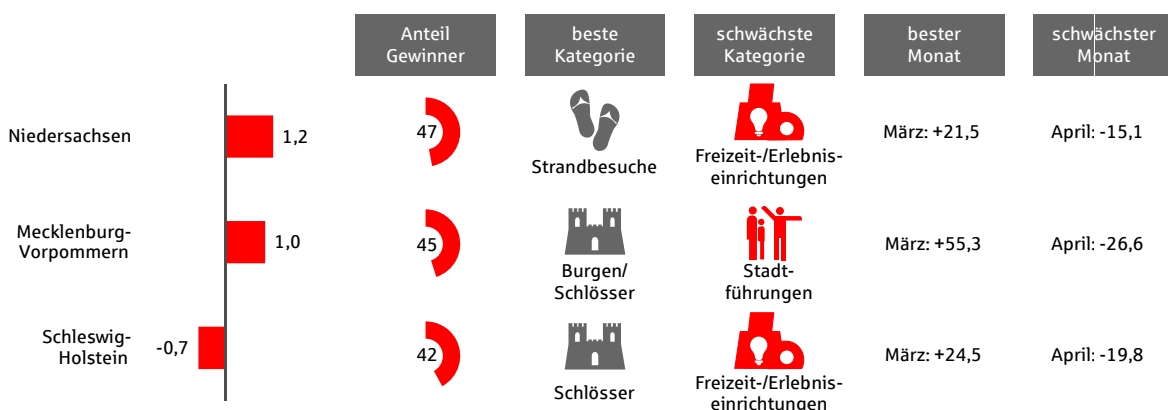 Anteil
Gewinner
beste
Kategorie
schwächste
Kategorie
bester
Monat
schwächster
Monat
Niedersachsen
1,2
47
Strandbesuche
Freizeit-/Erlebnis-
einrichtungen
März: +21,5
April: -15,1
Mecklenburg-
Vorpommern
1,0
45
Burgen/
Schlösser
Stadt-
führungen
März: +55,3
April: -26,6
Schleswig-
Holstein
-0,7
42
Schlösser
Freizeit-/Erlebnis-
einrichtungen
März: +24,5
April: -19,8